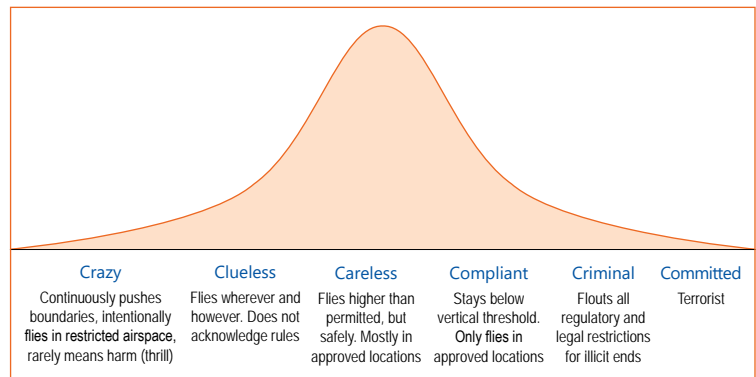 Crazy
Continuously pushes
boundaries, intentionally
flies in restricted airspace,
rarely means harm (thrill)
Clueless
Flies wherever and
however. Does not
acknowledge rules
Careless
Flies higher than
permitted, but
safely. Mostly in
approved locations
Compliant
Stays below
vertical threshold.
Only flies in
approved locations
Criminal
Flouts all
regulatory and
legal restrictions
for illicit ends
Committed
Terrorist